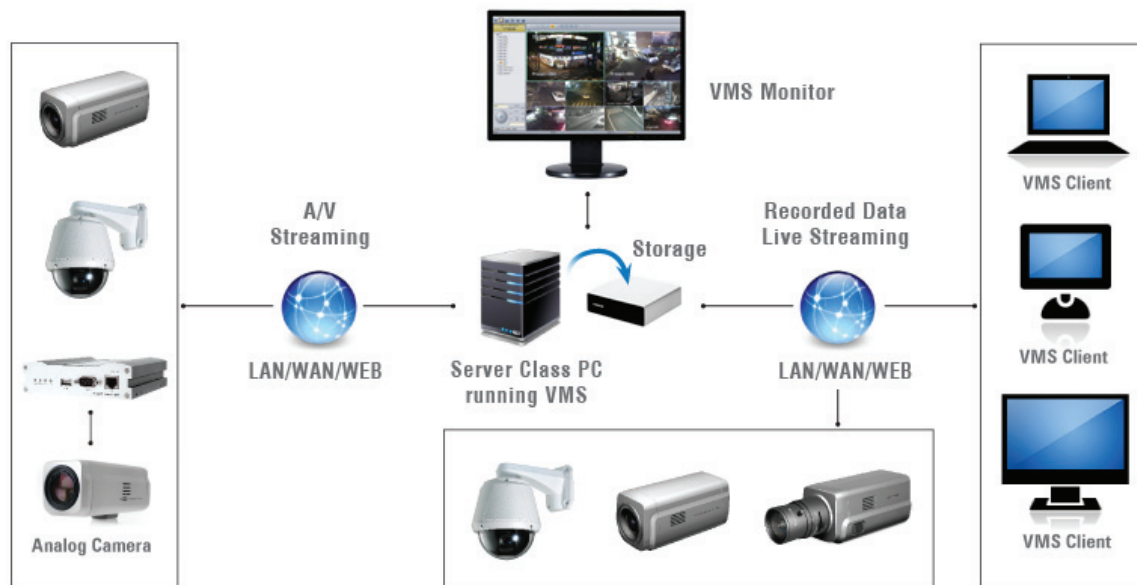 VMS Monitor
A/V
Streaming
Recorded Data
Live Streaming
Storage
LAN/WAN/WEB
Server Class PC
running VMS
LAN/WAN/WEB
Analog Camera
VMS Client
VMS Client
VMS Client